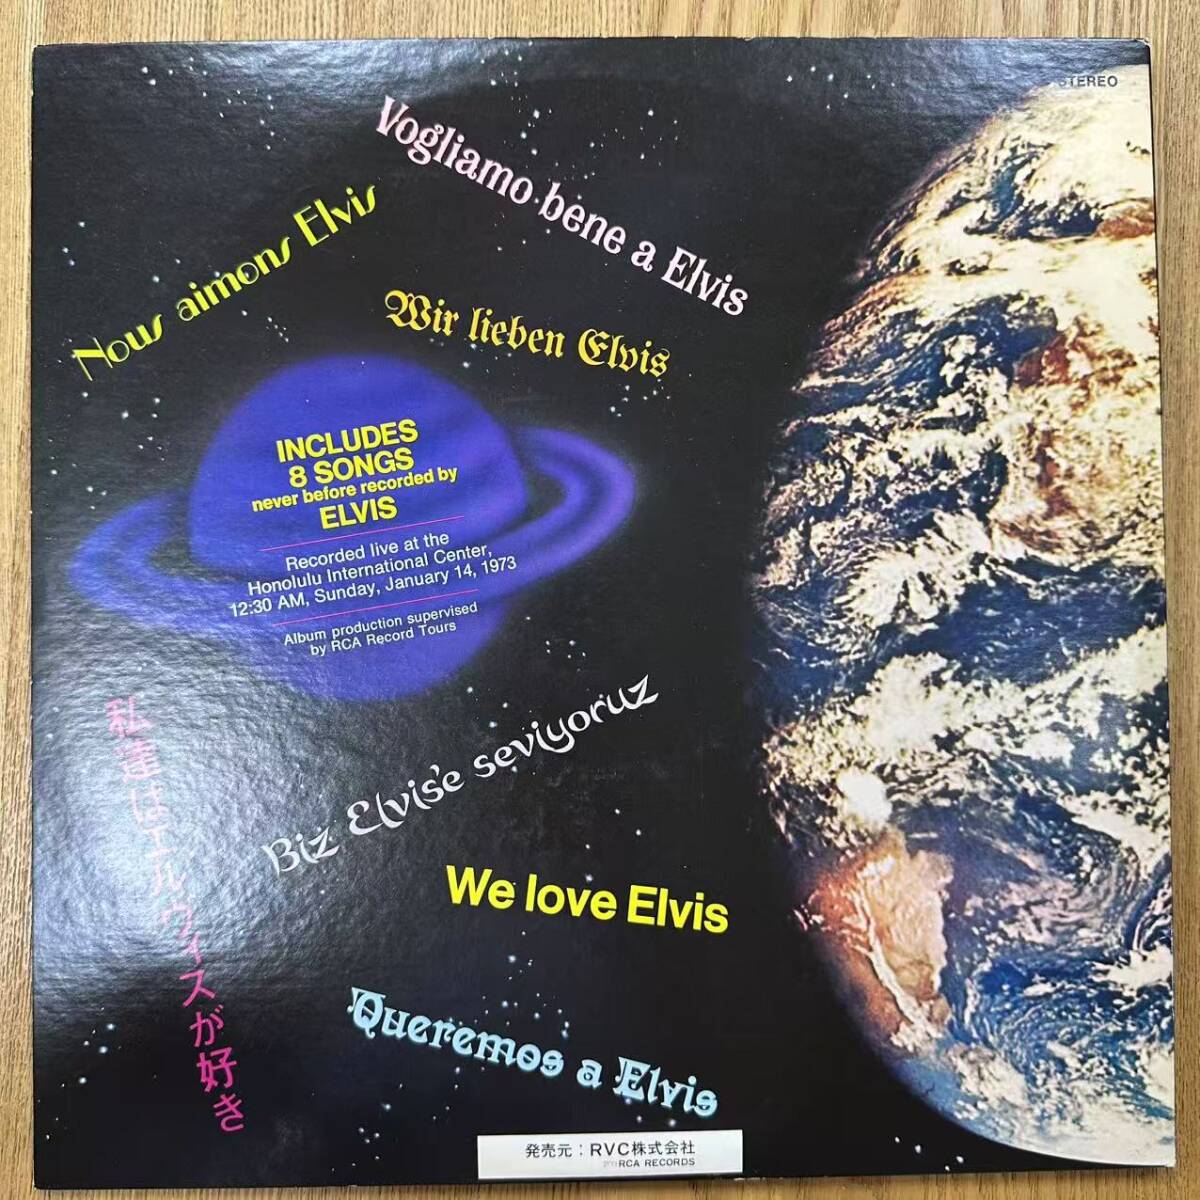 STEREO
Vogliamo bene a Elvis
Nous aimons Elvis
Wir lieben Elvis
INCLUDES
8 SONGS
never before recorded by
ELVIS
Recorded live at the
Honolulu International Center,
12:30 AM, Sunday, January 14, 1973
Album production supervised
by RCA Record Tours
私達はエルヴィスが好き
Biz Elvis'e seviyoruz
We love Elvis
Queremos a Elvis
発売元:RVC株式会社
RCA RECORDS